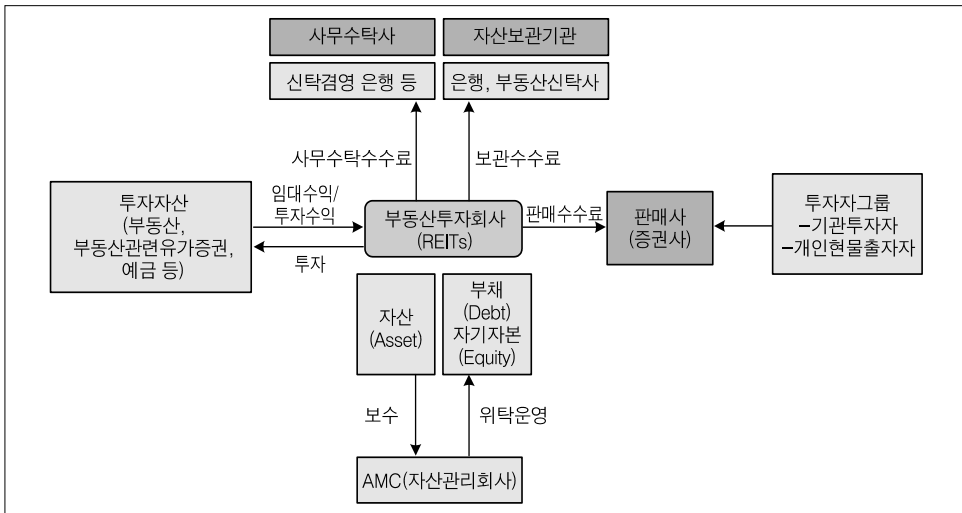 사무수탁사
자산보관기관
신탁겸영 은행 등
은행, 부동산신탁사
사무수탁수수료
보관수수료
투자자산
(부동산,
부동산관련유가증권,
예금 등)
임대수익/
투자수익
투자
부동산투자회사
(REITs)
판매수수료
판매사
(증권사)
투자자그룹
-기관투자자
-개인현물출자자
자산
(Asset)
부채
(Debt)
자기자본
(Equity)
보수
위탁운영
AMC(자산관리회사)